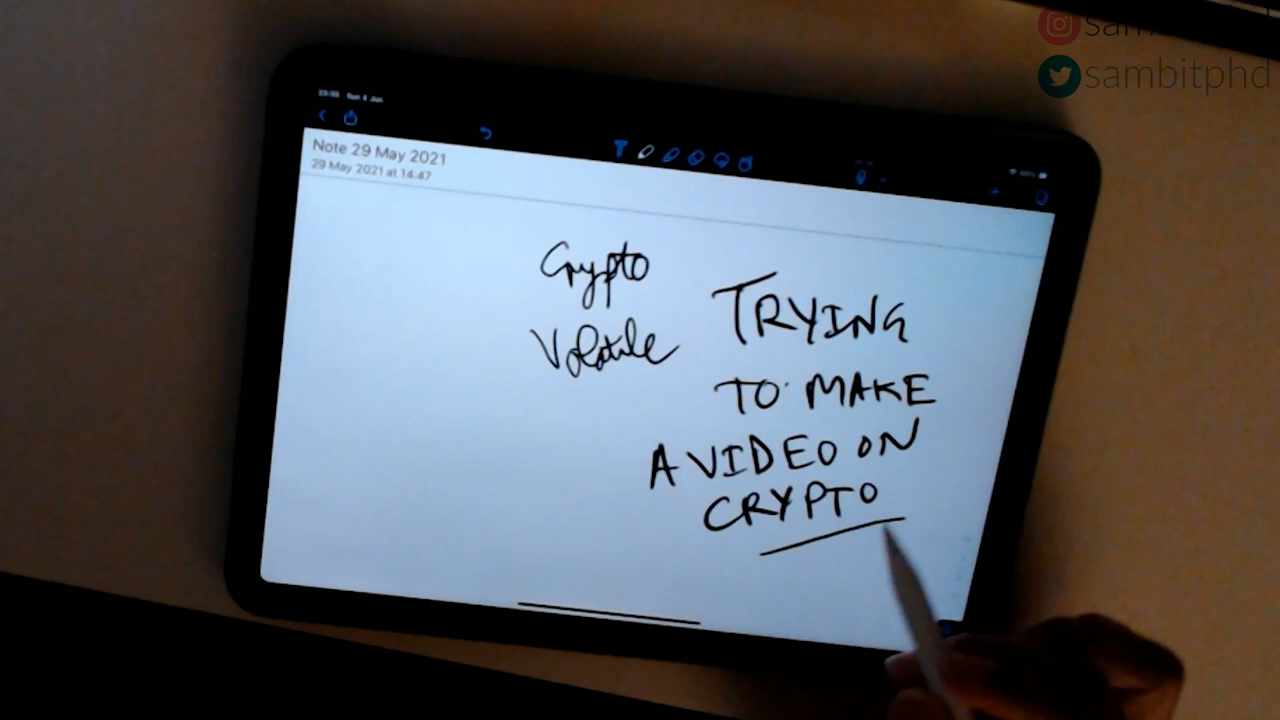 sambitphd
Note 29 May 2021
29 May 2021 at 14:47
Crypto
Volatile
TRYING
TO MAKE
A VIDEO ON
CRYPTO